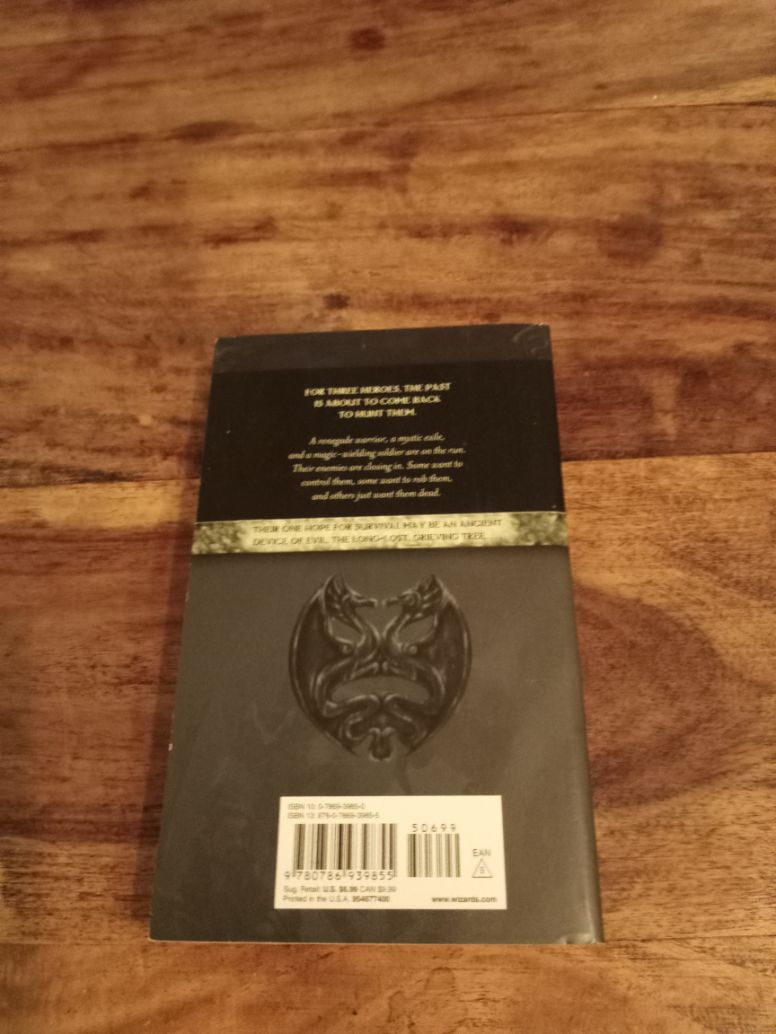 FOR THREE HEROES, THE PAST
IS ABOUT TO COME BACK
TO HUNT THEM.
A renegade warrior, a mystic exile,
and a magic-wielding soldier are on the run.
Their enemies are closing in. Some want to
control them, some want to rob them,
and others just want them dead.
THEIR ONE HOPE FOR SURVIVAL MAY BE AN ANCIENT
DEVICE OF EVIL, THE LONG-LOST, GRIEVING TREE.
ISBN 10: 0-7869-3985-0
ISBN 13: 978-0-7869-3985-5
50699
EAN
0
9 780786 939855
Sug. Retail: U.S. $6.99 CAN $9.99
Printed in the U.S.A. 954677400
www.wizards.com